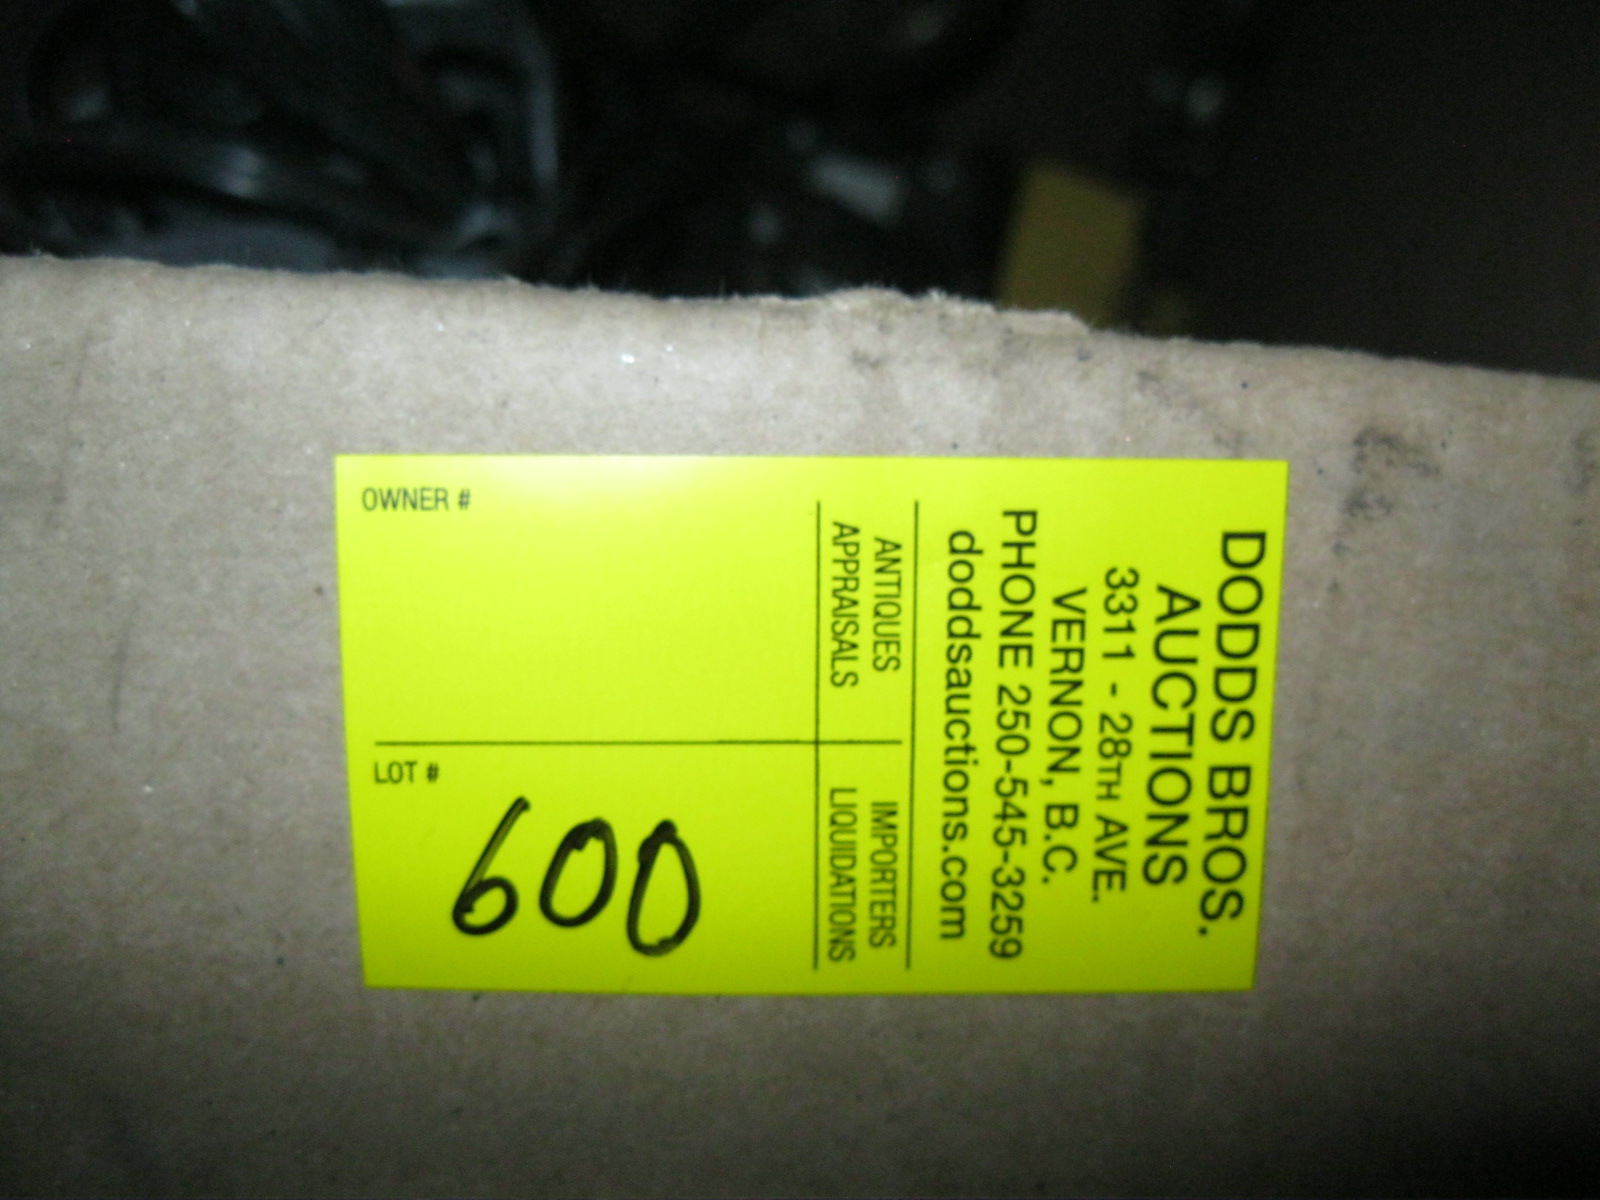 DODDS BROS.
AUCTIONS
3311 - 28TH AVE.
VERNON, B.C.
PHONE 250-545-3259
doddsauctions.com
ANTIQUES IMPORTERS
APPRAISALS LIQUIDATIONS
OWNER #
LOT #
600